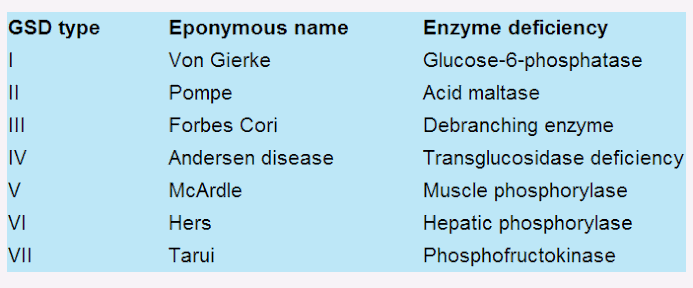 GSD type Eponymous name Enzyme deficiency
I Von Gierke Glucose-6-phosphatase
II Pompe Acid maltase
III Forbes Cori Debranching enzyme
IV Andersen disease Transglucosidase deficiency
V McArdle Muscle phosphorylase
VI Hers Hepatic phosphorylase
VII Tarui Phosphofructokinase